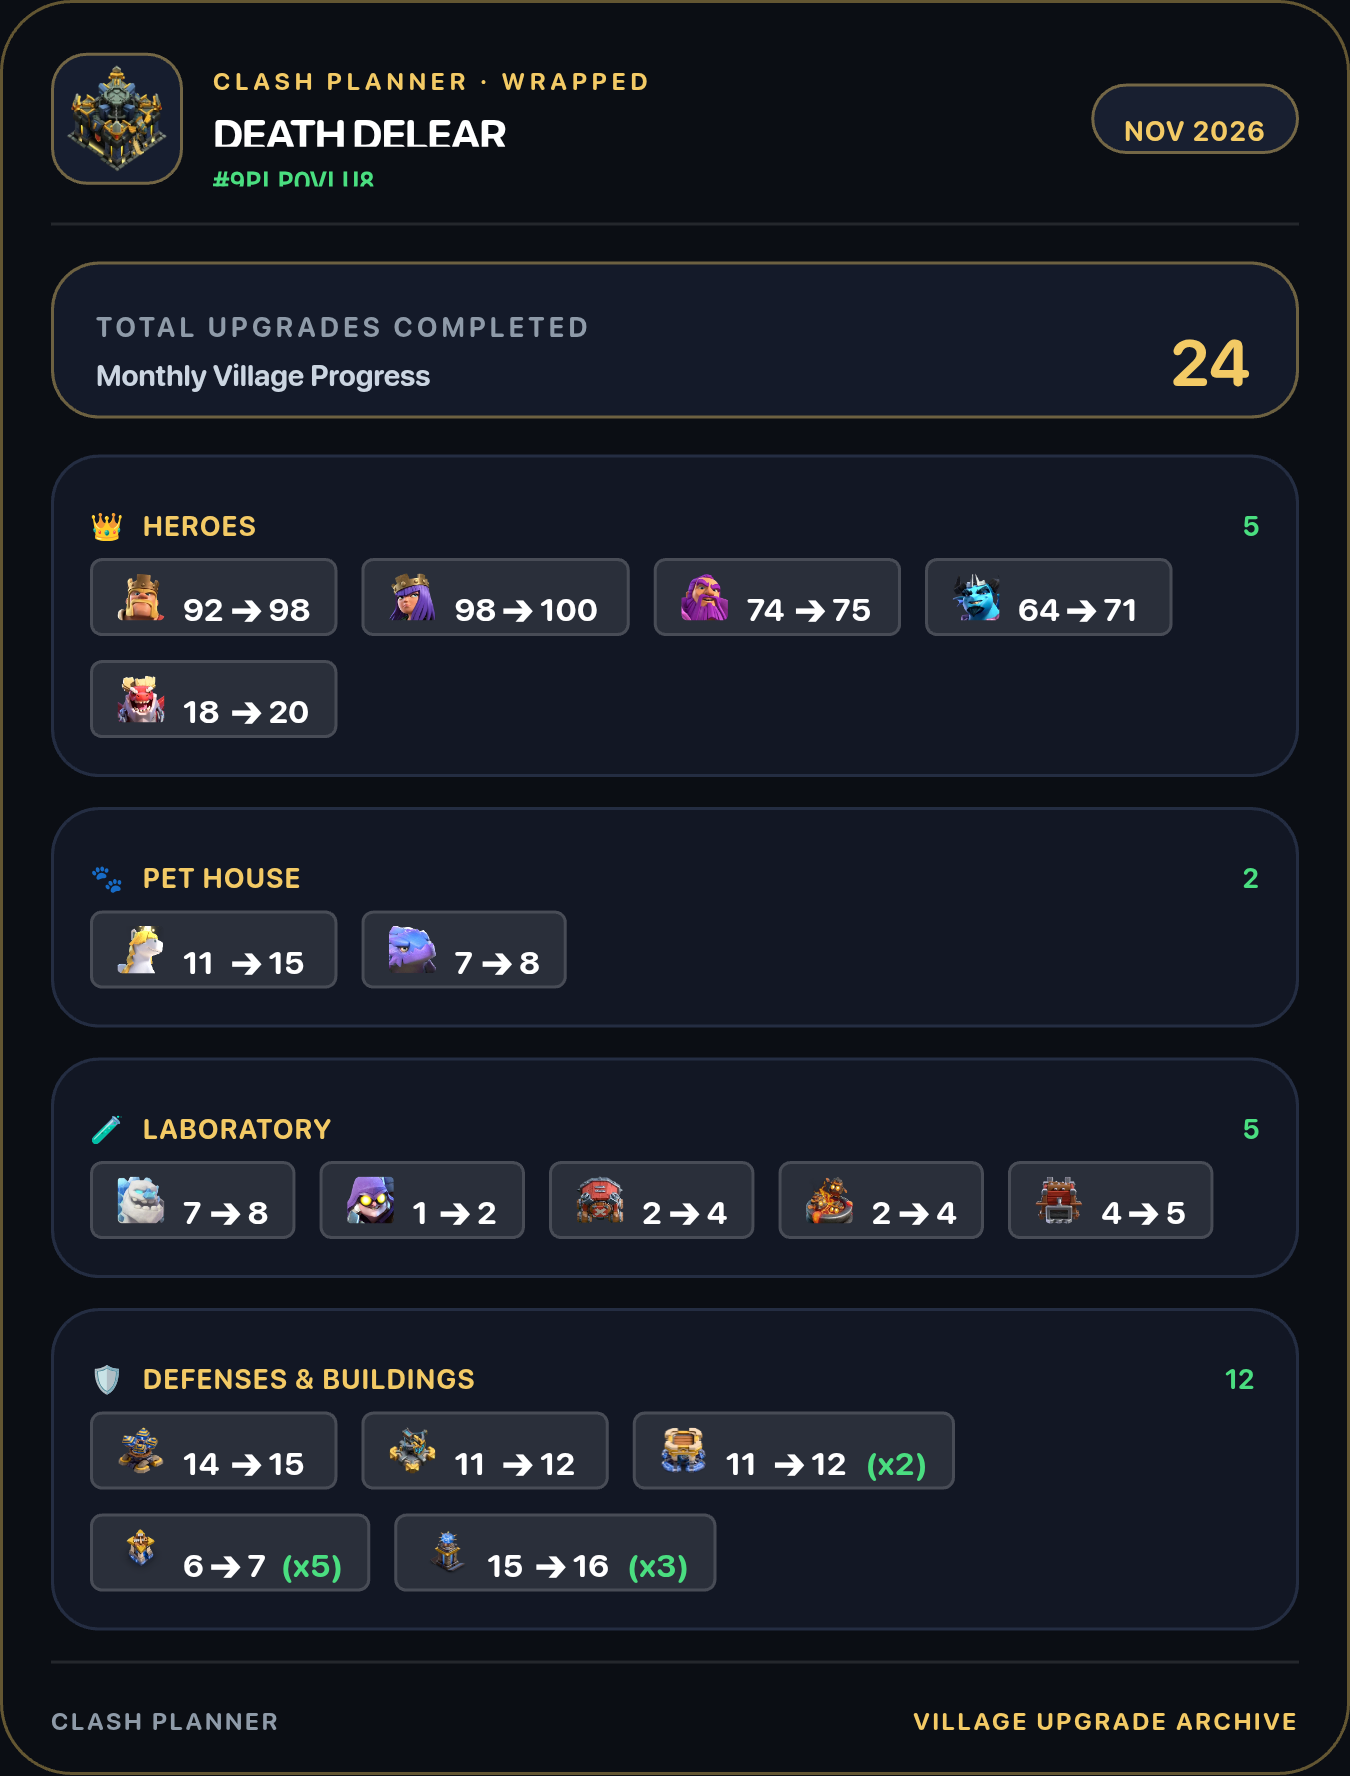 CLASH PLANNER · WRAPPED
DEATH DELEAR
NOV 2026
TOTAL UPGRADES COMPLETED
Monthly Village Progress
24
HEROES 5
92 → 98 98 → 100 74 → 75 64 → 71
18 → 20
PET HOUSE 2
11 → 15 7 → 8
LABORATORY 5
7 → 8 1 → 2 2 → 4 2 → 4 4 → 5
DEFENSES & BUILDINGS 12
14 → 15 11 → 12 11 → 12 (x2)
6 → 7 (x5) 15 → 16 (x3)
CLASH PLANNER VILLAGE UPGRADE ARCHIVE